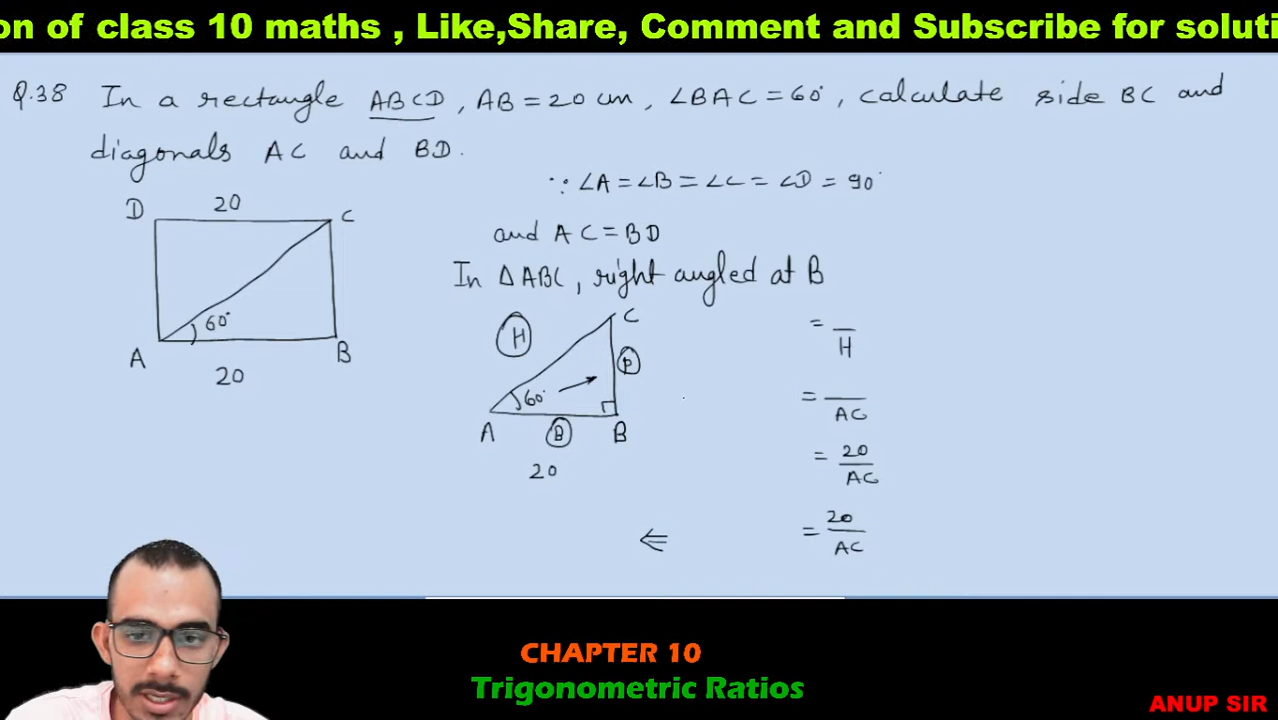 on of class 10 maths , Like,Share, Comment and Subscribe for soluti
Q.38 In a rectangle ABCD, AB = 20 cm, ∠BAC = 60°, calculate side BC and
diagonals AC and BD.
∵ ∠A = ∠B = ∠C = ∠D = 90°
and AC = BD
In ΔABC, right angled at B
D 20 C
60°
A B
20
H C
P
60°
A B B
20
= — H
= — AC
= 20/AC
⇐ = 20/AC
CHAPTER 10
Trigonometric Ratios
ANUP SIR